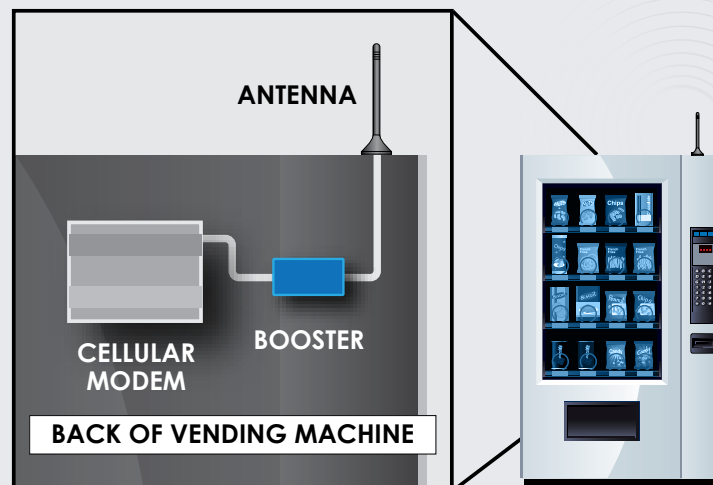 ANTENNA
BOOSTER
CELLULAR
MODEM
BACK OF VENDING MACHINE
Chips